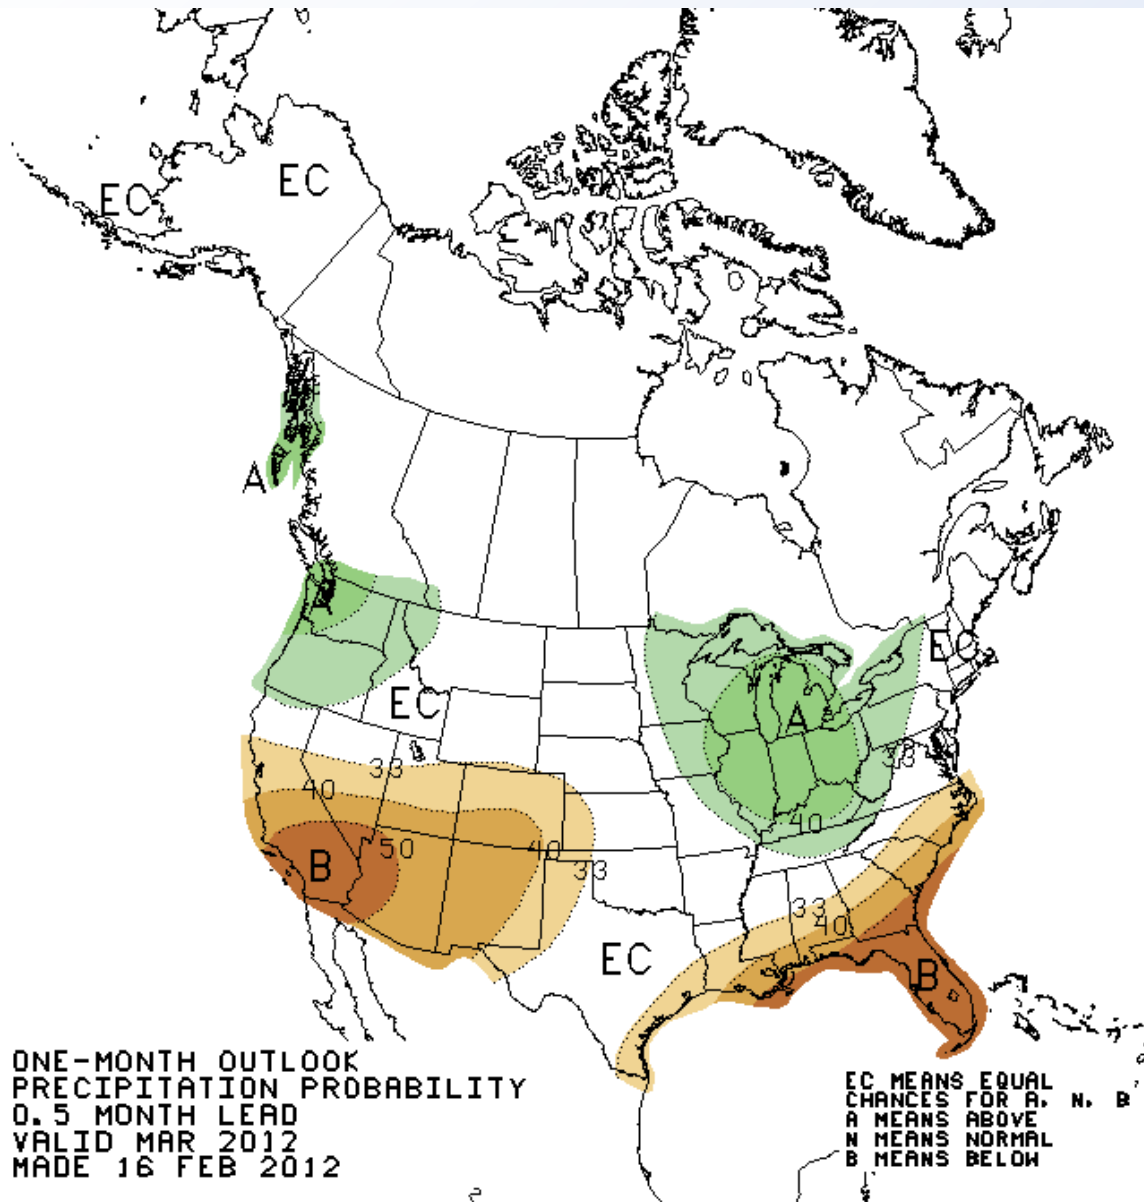 EC
EC
A
A
EC
EC
A
33
33
40
40
50
40
B
33
33
40
EC
B
ONE-MONTH OUTLOOK
PRECIPITATION PROBABILITY
0.5 MONTH LEAD
VALID MAR 2012
MADE 16 FEB 2012
EC MEANS EQUAL
CHANCES FOR A, N, B
A MEANS ABOVE
N MEANS NORMAL
B MEANS BELOW